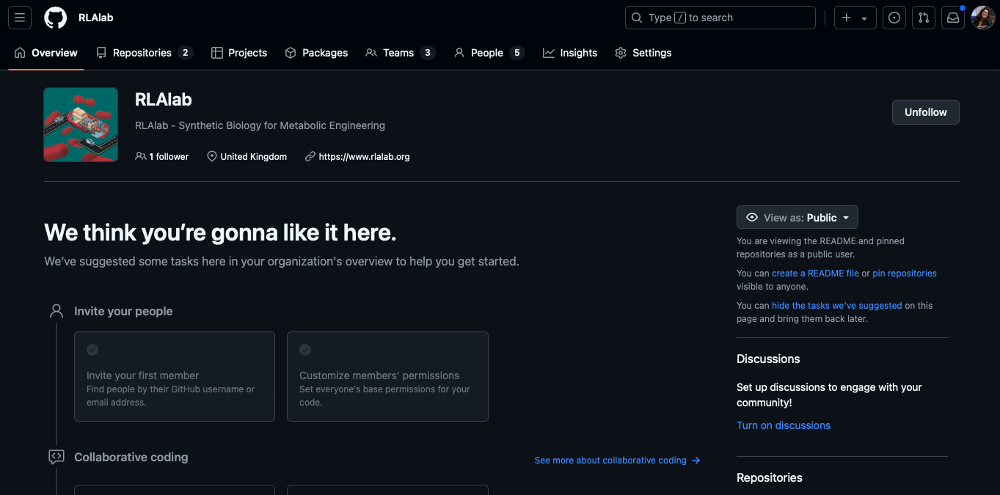 RLAlab
Type / to search
Overview
Repositories 2
Projects
Packages
Teams 3
People 5
Insights
Settings
RLAlab
RLAlab - Synthetic Biology for Metabolic Engineering
1 follower
United Kingdom
https://www.rlalab.org
Unfollow
We think you’re gonna like it here.
We’ve suggested some tasks here in your organization's overview to help you get started.
Invite your people
Invite your first member
Find people by their GitHub username or
email address.
Customize members' permissions
Set everyone's base permissions for your
code.
Collaborative coding
See more about collaborative coding
View as: Public
You are viewing the README and pinned
repositories as a public user.
You can create a README file or pin repositories
visible to anyone.
You can hide the tasks we've suggested on this
page and bring them back later.
Discussions
Set up discussions to engage with your
community!
Turn on discussions
Repositories